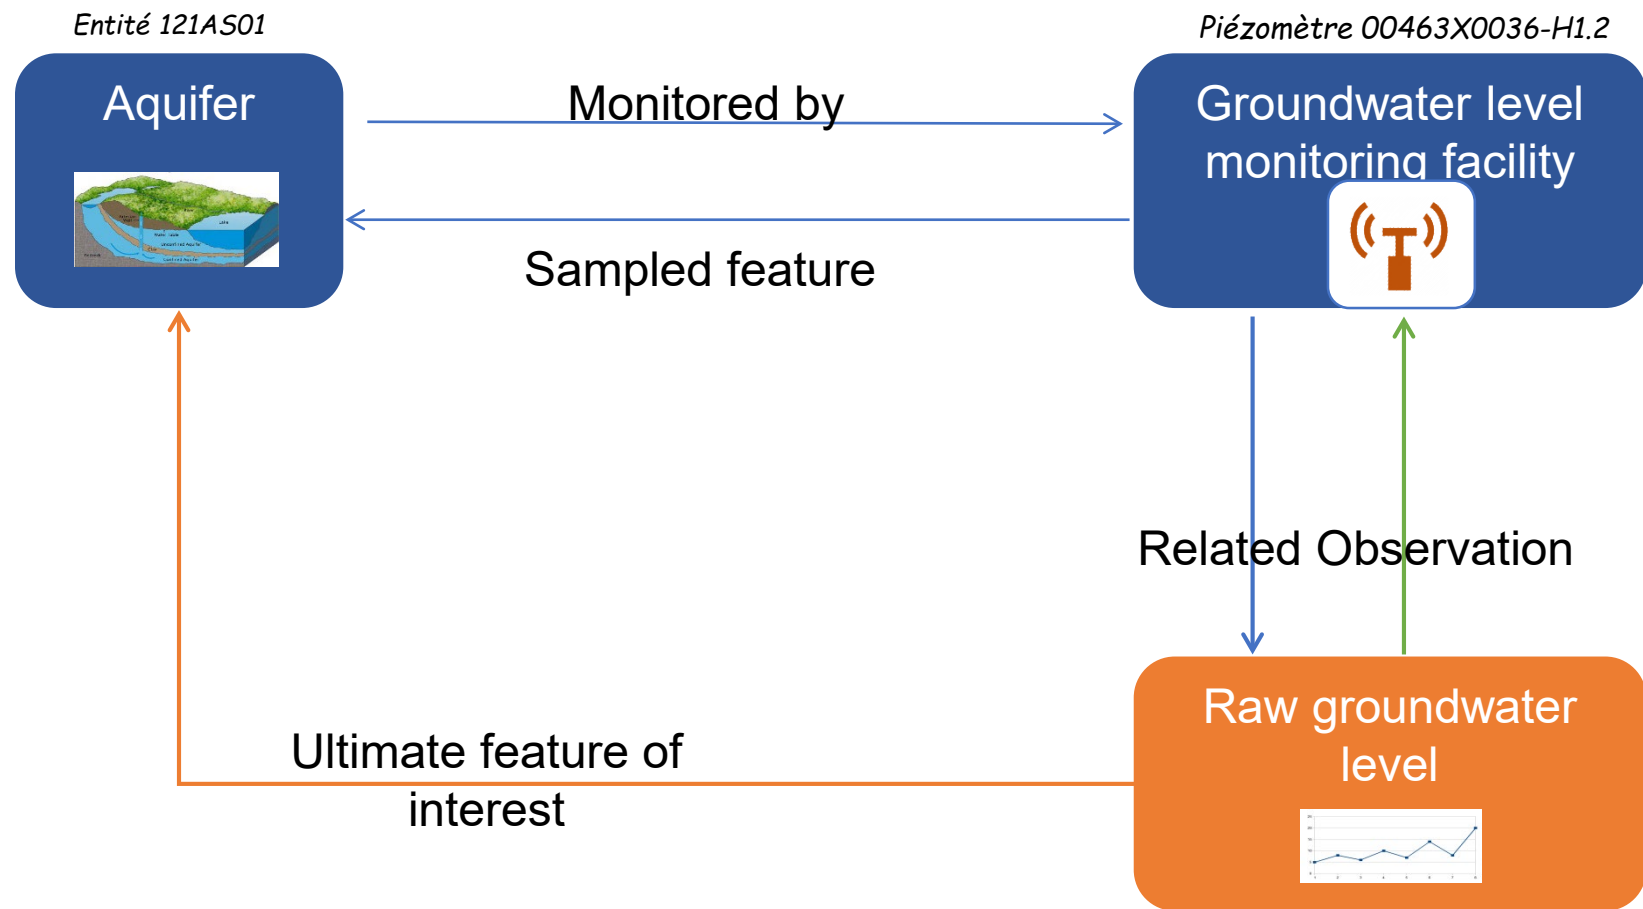 Entité 121AS01
Piézomètre 00463X0036-H1.2
Aquifer
Monitored by
Groundwater level
monitoring facility
Sampled feature
Related Observation
Raw groundwater
level
Ultimate feature of
interest